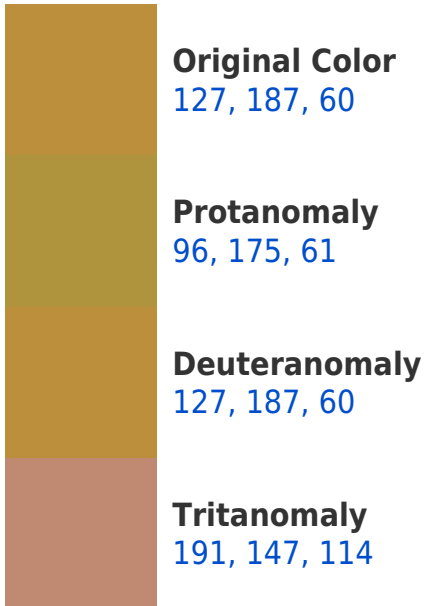 Original Color
127, 187, 60
Protanomaly
96, 175, 61
Deuteranomaly
127, 187, 60
Tritanomaly
191, 147, 114